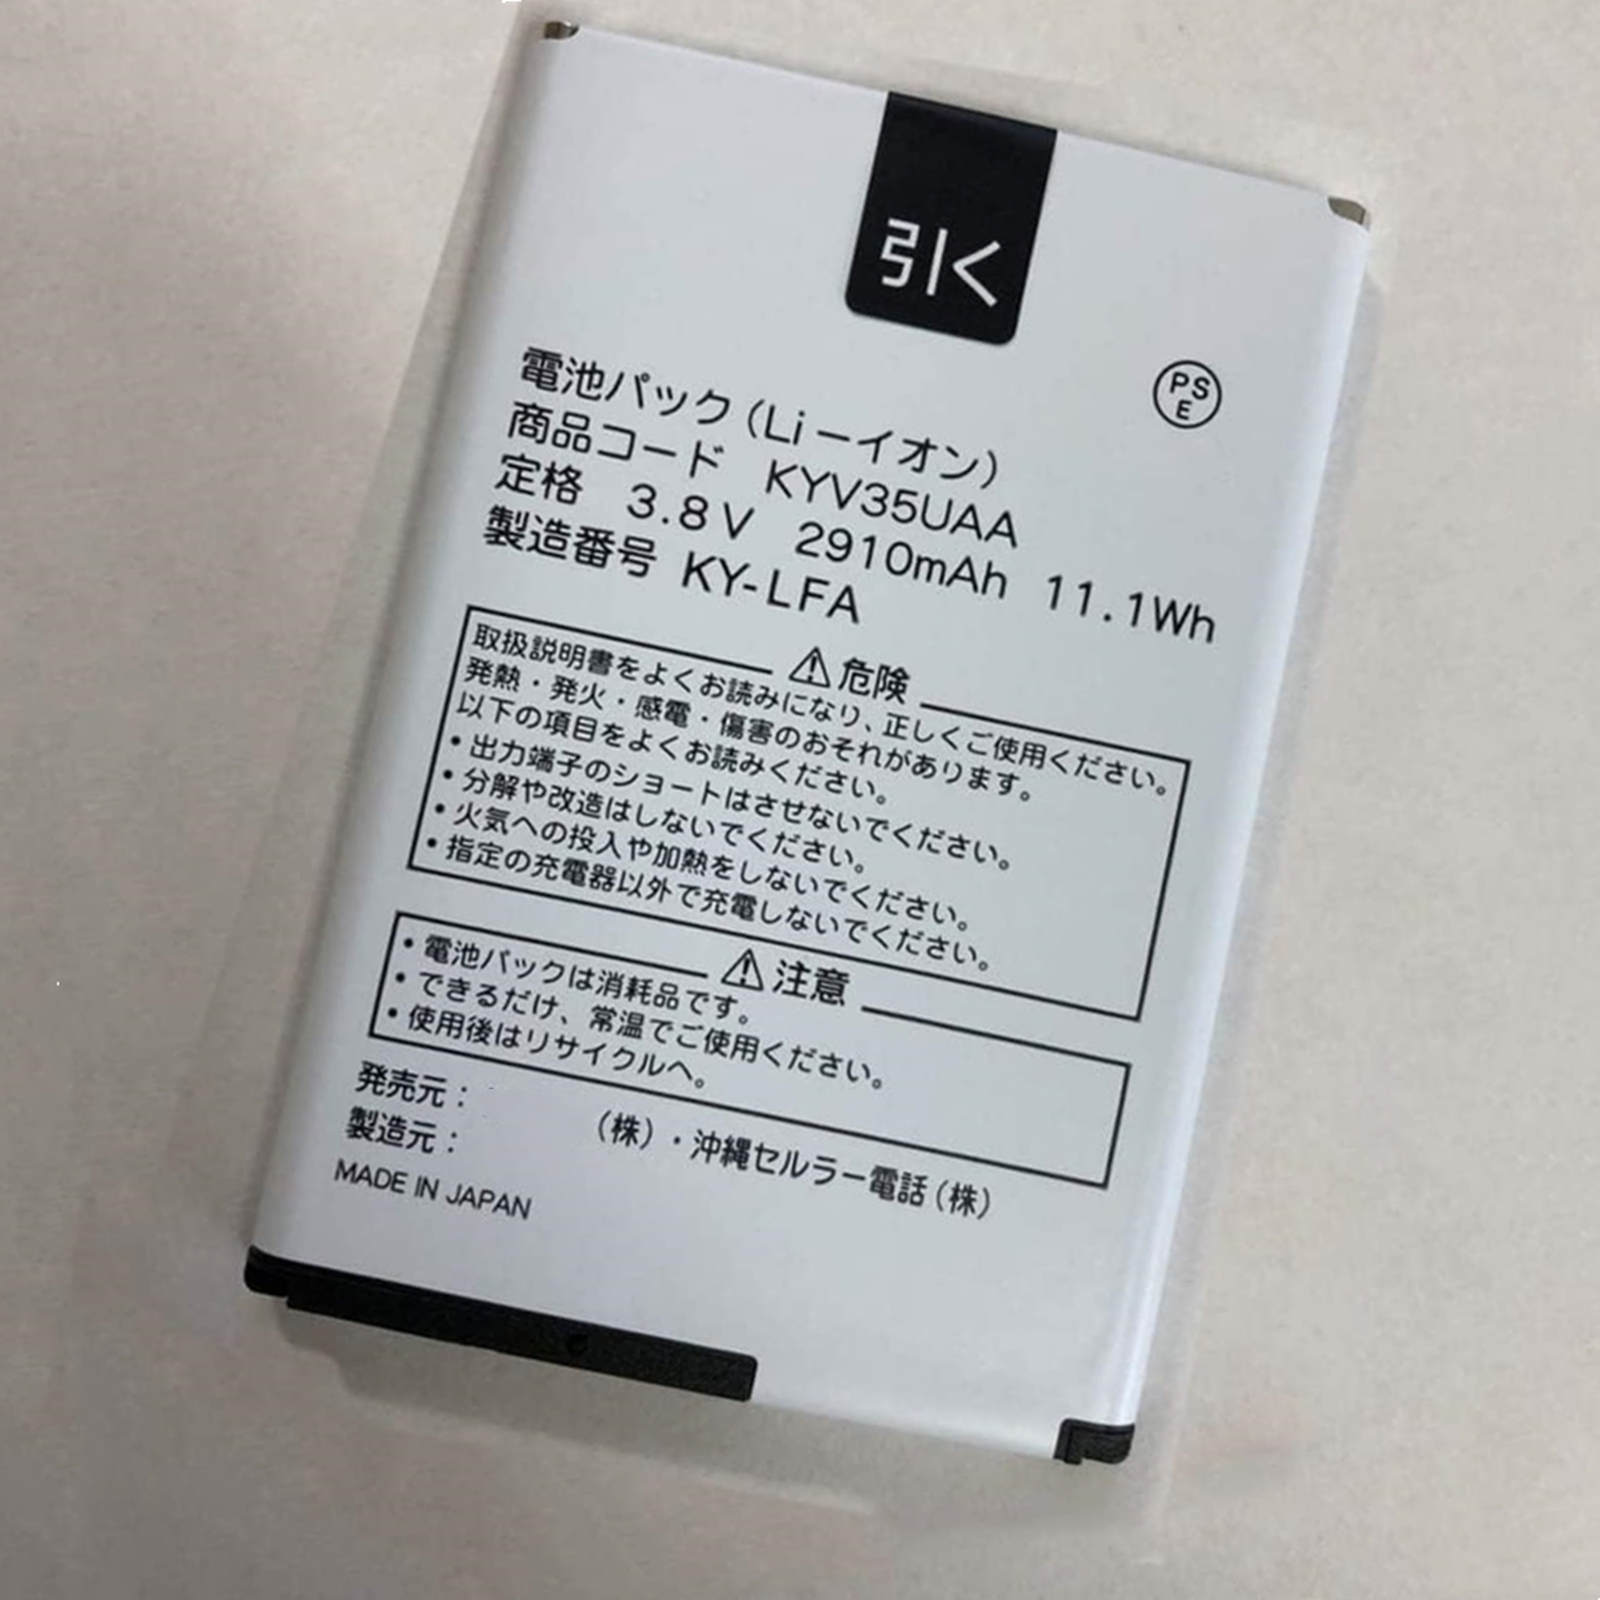 引く
PS
E
電池パック(Liーイオン)
商品コード KYV35UAA
定格 3.8V 2910mAh 11.1Wh
製造番号 KY-LFA
⚠危険
取扱説明書をよくお読みになり、正しくご使用ください。
発熱・発火・感電・傷害のおそれがあります。
以下の項目をよくお読みください。
・出力端子のショートはさせないでください。
・分解や改造はしないでください。
・火気への投入や加熱をしないでください。
・指定の充電器以外で充電しないでください。
⚠注意
・電池パックは消耗品です。
・できるだけ、常温でご使用ください。
・使用後はリサイクルへ。
発売元: (株)・沖縄セルラー電話(株)
製造元:
MADE IN JAPAN